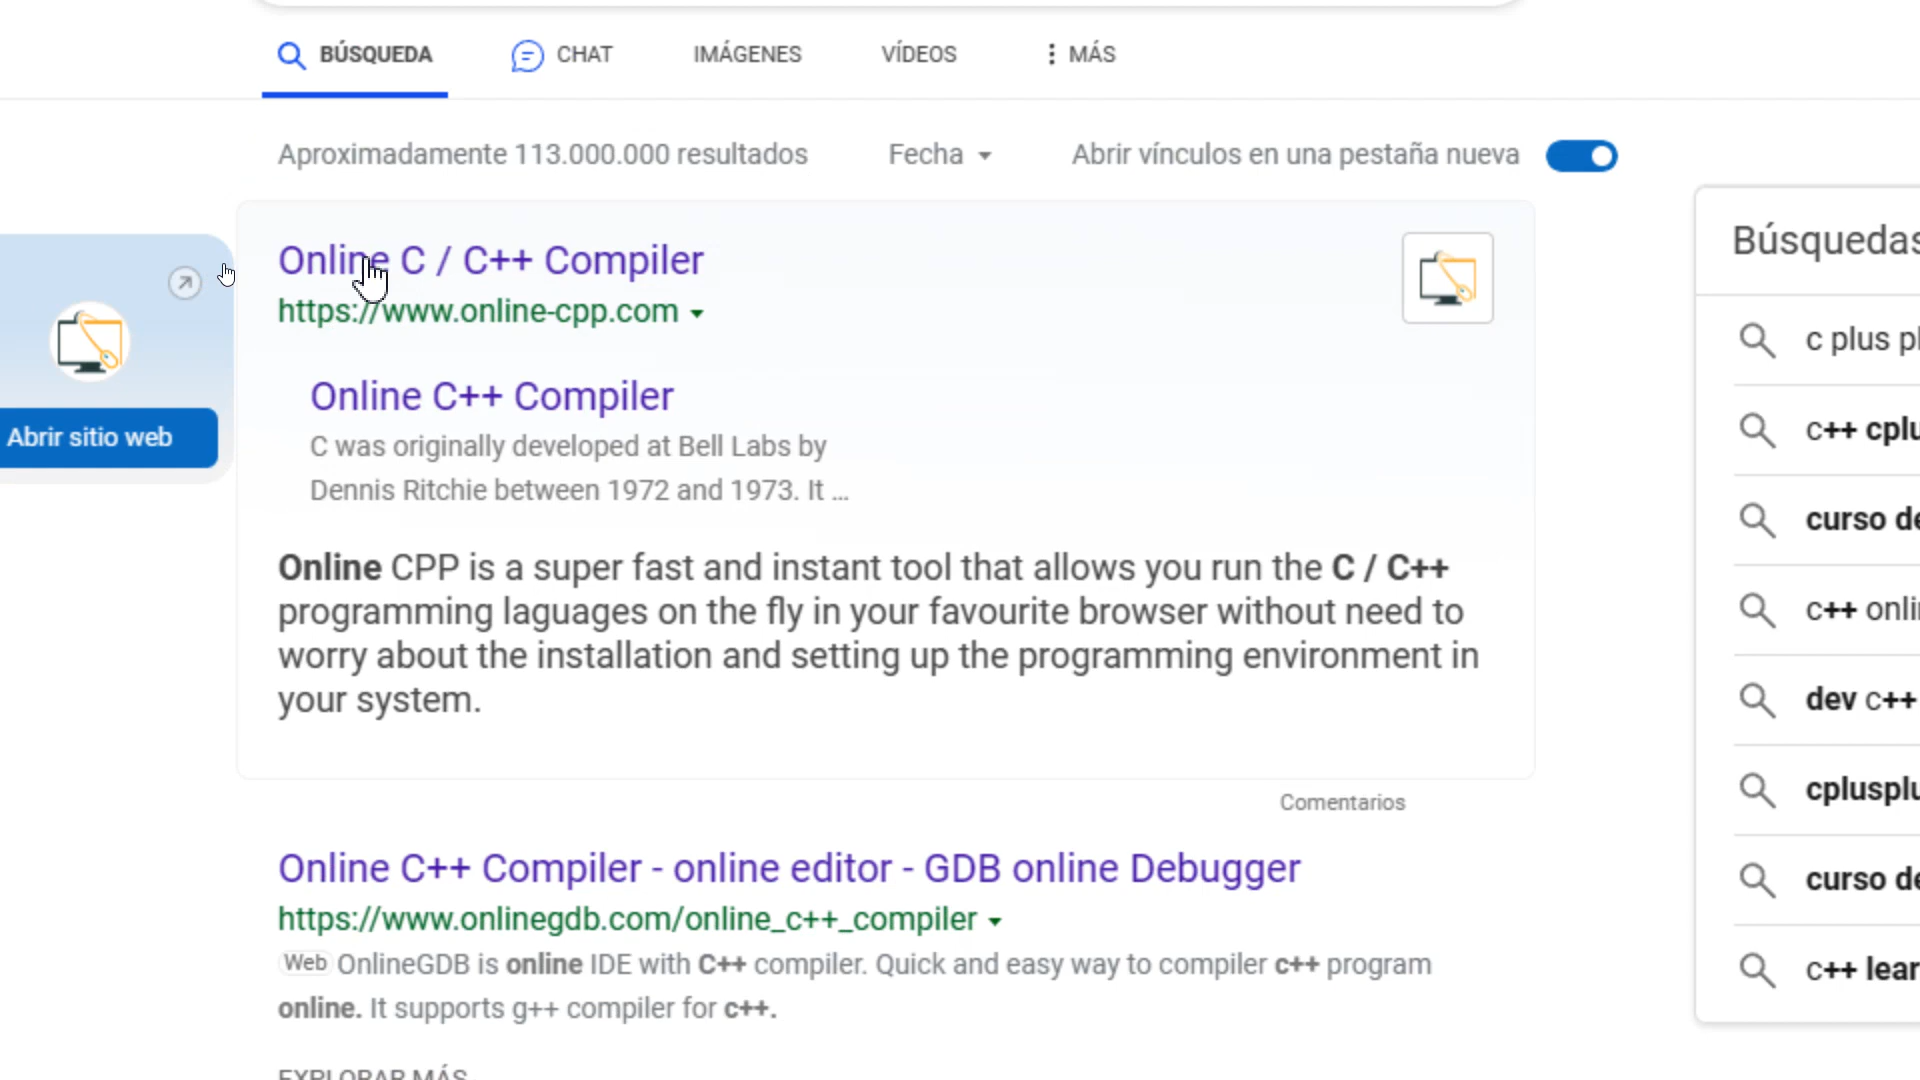 BÚSQUEDA
CHAT
IMÁGENES
VÍDEOS
MÁS
Aproximadamente 113.000.000 resultados
Fecha
Abrir vínculos en una pestaña nueva
Abrir sitio web
Online C / C++ Compiler
https://www.online-cpp.com
Online C++ Compiler
C was originally developed at Bell Labs by
Dennis Ritchie between 1972 and 1973. It ...
Online CPP is a super fast and instant tool that allows you run the C / C++
programming laguages on the fly in your favourite browser without need to
worry about the installation and setting up the programming environment in
your system.
Comentarios
Online C++ Compiler - online editor - GDB online Debugger
https://www.onlinegdb.com/online_c++_compiler
Web OnlineGDB is online IDE with C++ compiler. Quick and easy way to compiler c++ program
online. It supports g++ compiler for c++.
EXPLORAR MÁS
Búsquedas
c plus
c++
curso
c++
dev c++
curso
c++